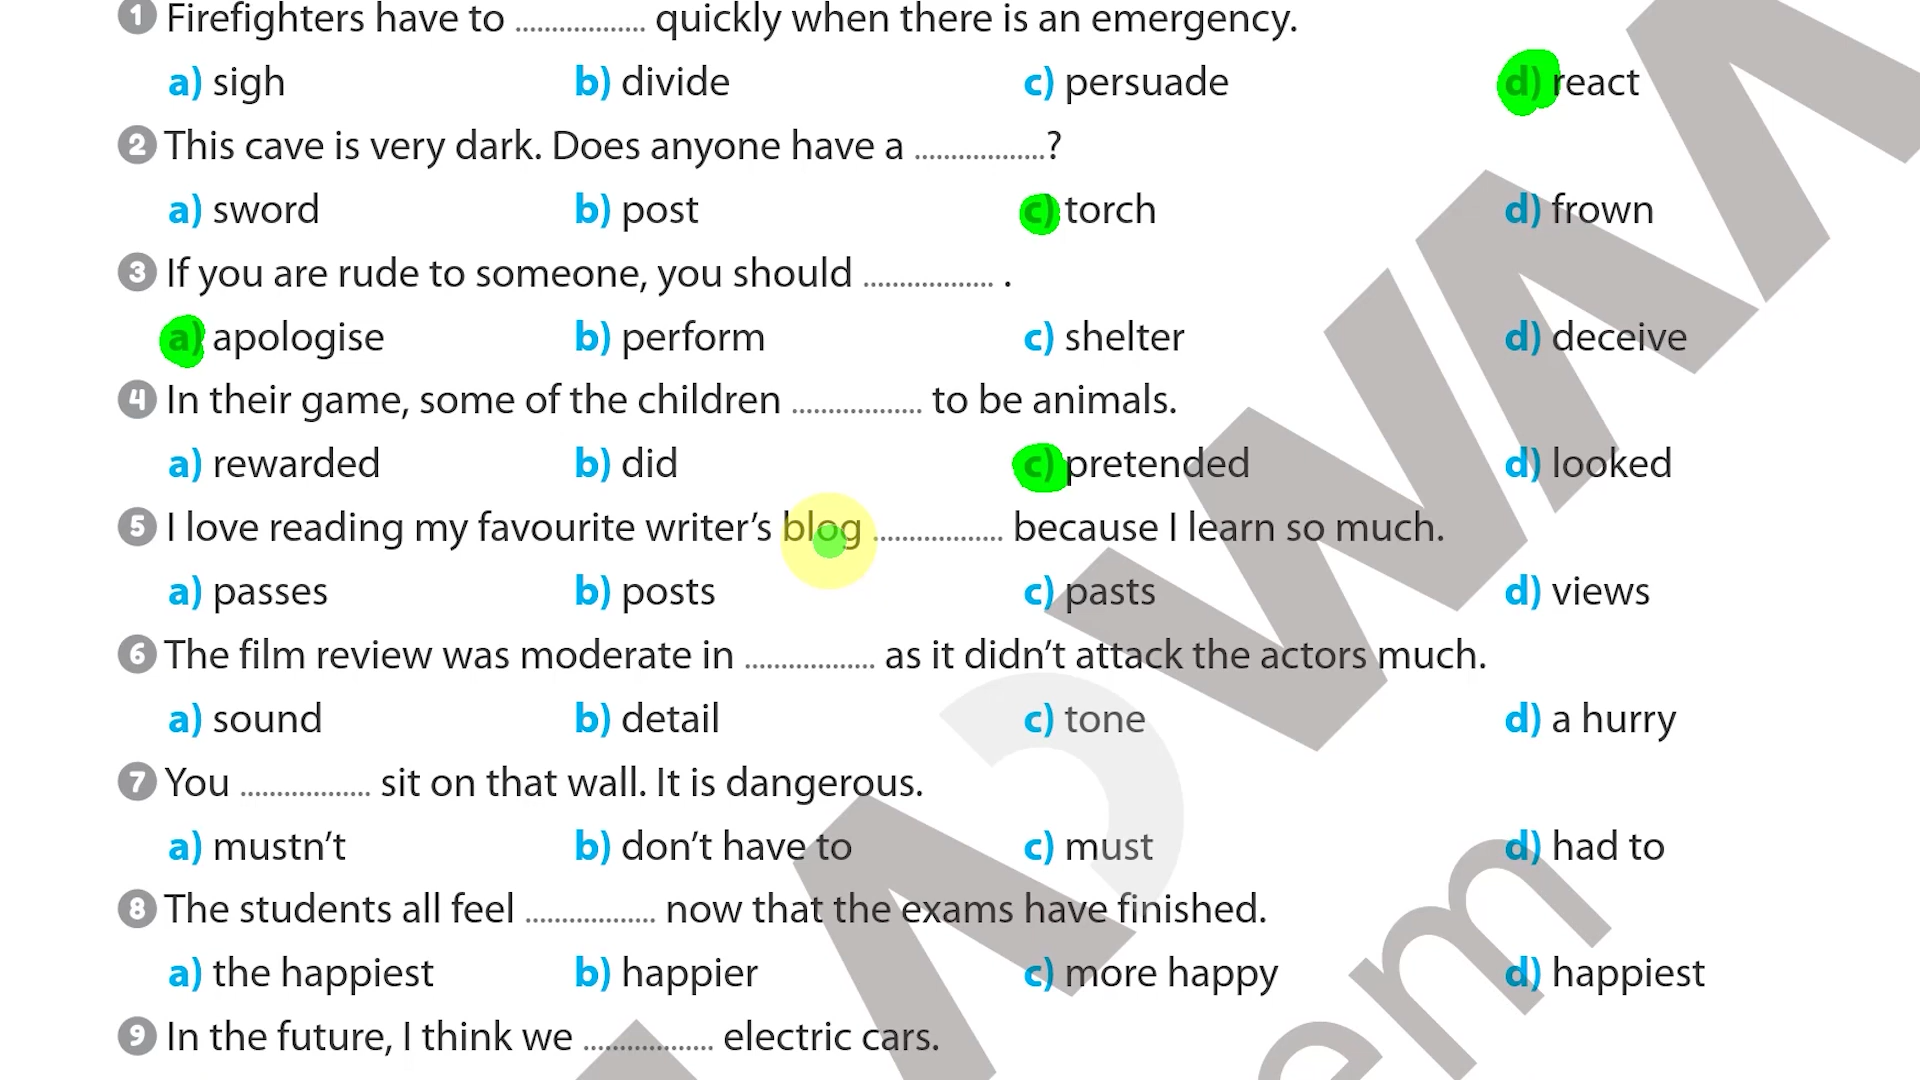 1 Firefighters have to .................. quickly when there is an emergency.
a) sigh b) divide c) persuade d) react
2 This cave is very dark. Does anyone have a ..................?
a) sword b) post c) torch d) frown
3 If you are rude to someone, you should .................. .
a) apologise b) perform c) shelter d) deceive
4 In their game, some of the children .................. to be animals.
a) rewarded b) did c) pretended d) looked
5 I love reading my favourite writer’s blog .................. because I learn so much.
a) passes b) posts c) pasts d) views
6 The film review was moderate in .................. as it didn’t attack the actors much.
a) sound b) detail c) tone d) a hurry
7 You .................. sit on that wall. It is dangerous.
a) mustn’t b) don’t have to c) must d) had to
8 The students all feel .................. now that the exams have finished.
a) the happiest b) happier c) more happy d) happiest
9 In the future, I think we .................. electric cars.